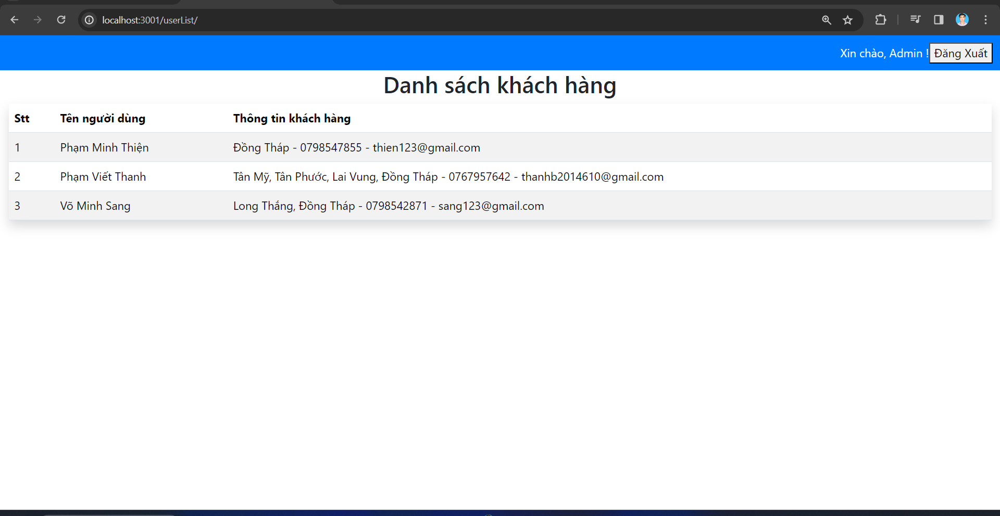 localhost:3001/userList/
Xin chào, Admin ! Đăng Xuất
Danh sách khách hàng
Stt Tên người dùng Thông tin khách hàng
1 Phạm Minh Thiện Đồng Tháp - 0798547855 - thien123@gmail.com
2 Phạm Viết Thanh Tân Mỹ, Tân Phước, Lai Vung, Đồng Tháp - 0767957642 - thanhb2014610@gmail.com
3 Võ Minh Sang Long Thắng, Đồng Tháp - 0798542871 - sang123@gmail.com